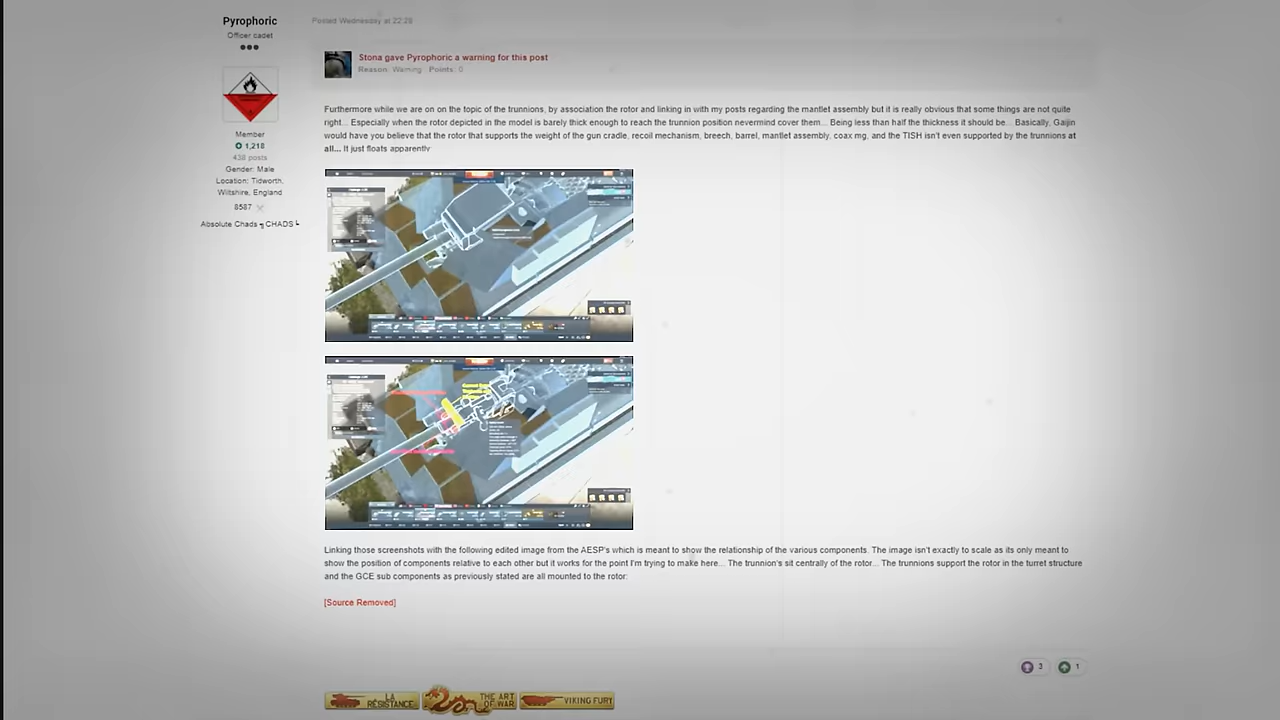 Pyrophoric
Posted Wednesday at 22:28
Officer cadet
Stona gave Pyrophoric a warning for this post
Reason: Warning Points: 0
Member
1,218
438 posts
Gender: Male
Location: Tidworth,
Wiltshire, England
8587
Absolute Chads CHADS
Furthermore while we are on on the topic of the trunnions, by association the rotor and linking in with my posts regarding the mantlet assembly but it is really obvious that some things are not quite
right... Especially when the rotor depicted in the model is barely thick enough to reach the trunnion position nevermind cover them... Being less than half the thickness it should be... Basically, Gaijin
would have you believe that the rotor that supports the weight of the gun cradle, recoil mechanism, breech, barrel, mantlet assembly, coax mg, and the TISH isn't even supported by the trunnions at
all... It just floats apparently
Linking those screenshots with the following edited image from the AESP's which is meant to show the relationship of the various components. The image isn't exactly to scale as its only meant to
show the position of components relative to each other but it works for the point I'm trying to make here... The trunnion's sit centrally of the rotor... The trunnions support the rotor in the turret structure
and the GCE sub components as previously stated are all mounted to the rotor:
[Source Removed]
3
1
LA
RÉSISTANCE
THE ART
OF WAR
VIKING FURY